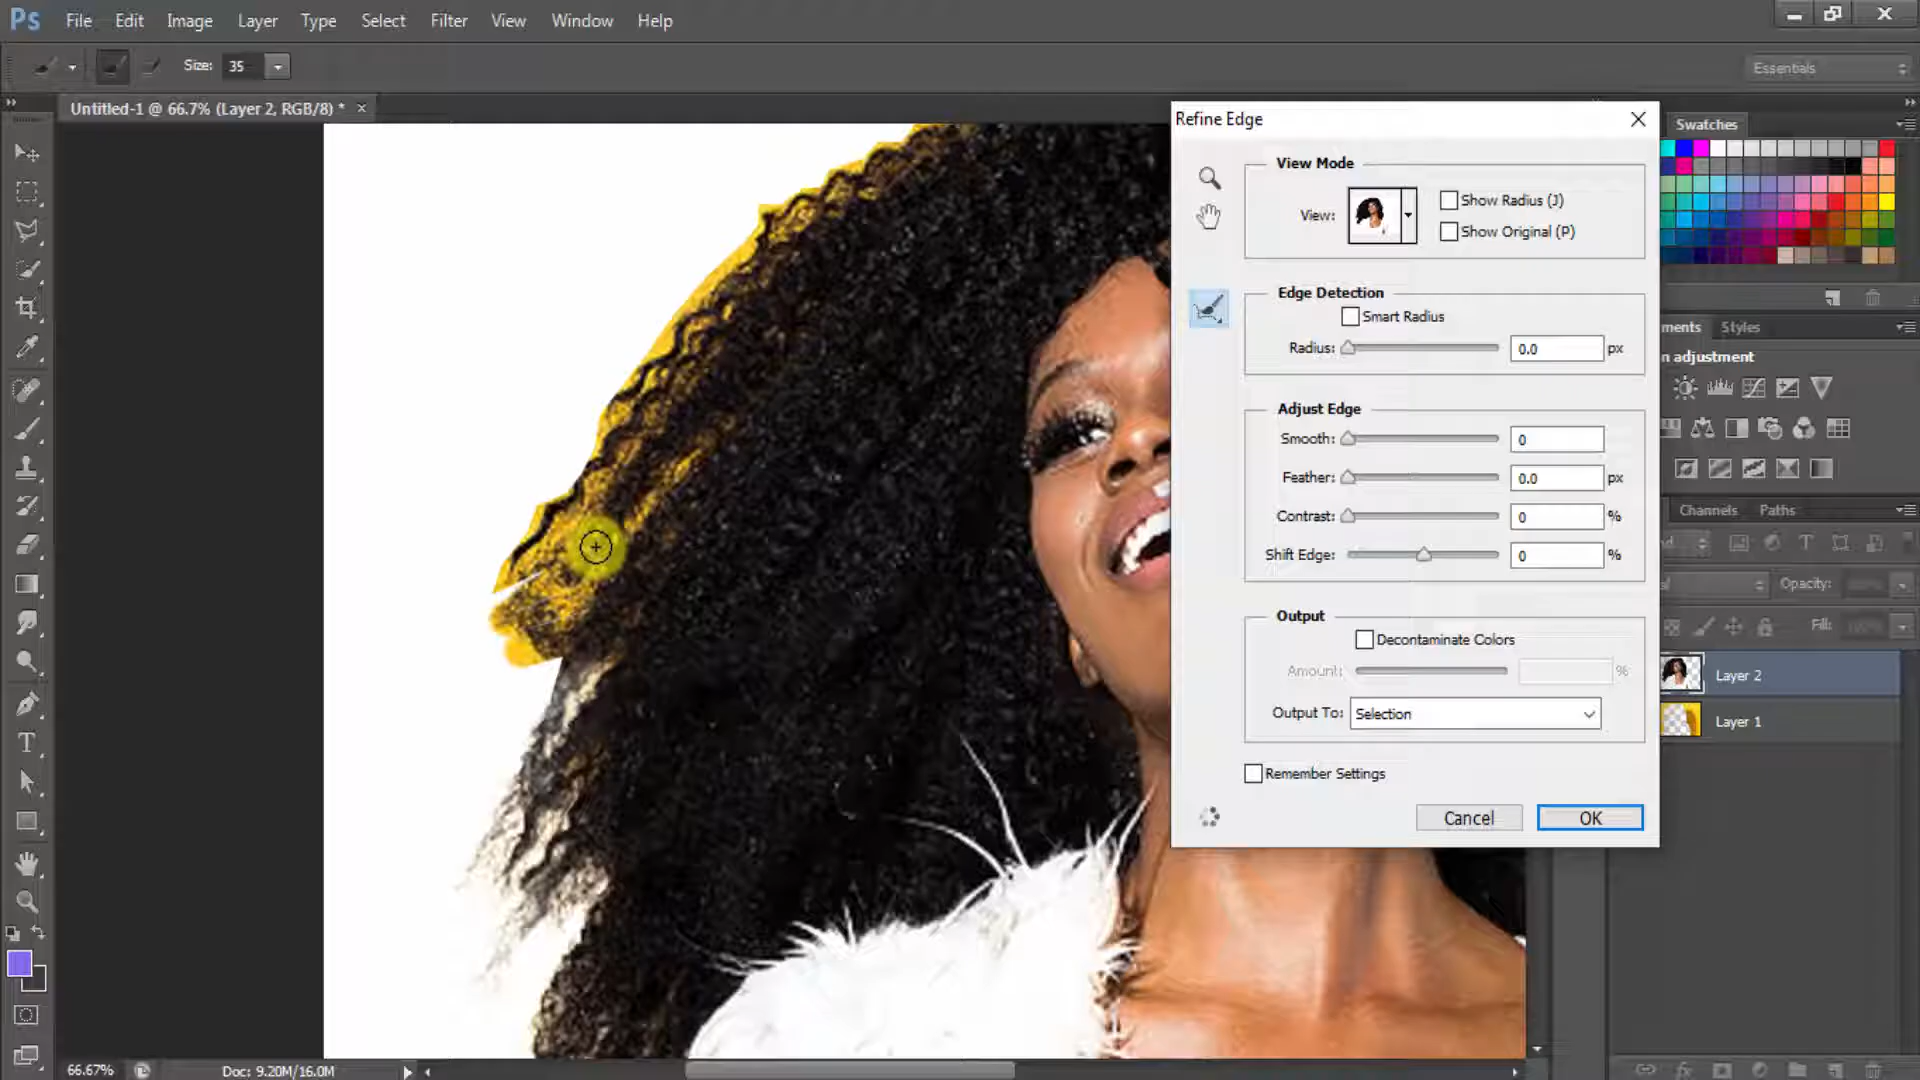 Ps File Edit Image Layer Type Select Filter View Window Help
Size: 35 Essentials
Untitled-1 @ 66.7% (Layer 2, RGB/8) *
Refine Edge
View Mode
View:
Show Radius (J)
Show Original (P)
Edge Detection
Smart Radius
Radius: 0.0 px
Adjust Edge
Smooth: 0
Feather: 0.0 px
Contrast: 0 %
Shift Edge: 0 %
Output
Decontaminate Colors
Amount: %
Output To: Selection
Remember Settings
Cancel OK
Swatches
ments Styles
n adjustment
Channels Paths
Opacity:
Fill:
Layer 2
Layer 1
T
66.67% Doc: 9.20M/16.0M